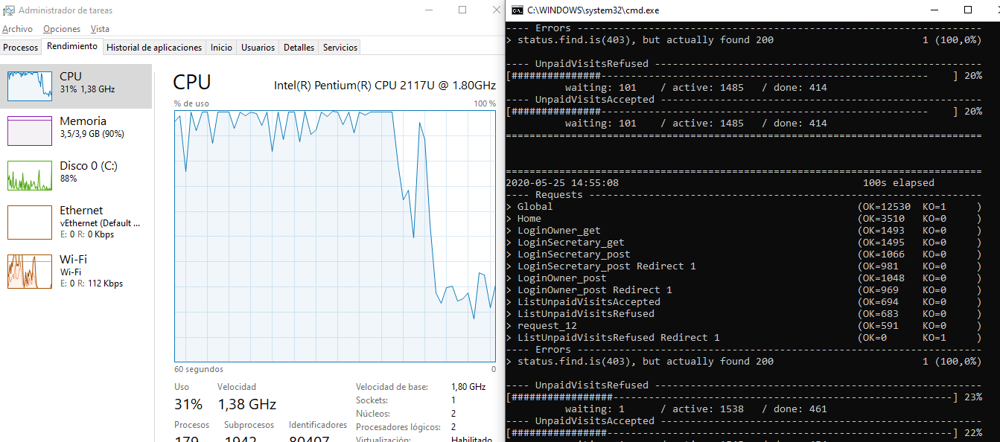 Administrador de tareas
Archivo Opciones Vista
Procesos Rendimiento Historial de aplicaciones Inicio Usuarios Detalles Servicios
CPU
31% 1,38 GHz
Memoria
3,5/3,9 GB (90%)
Disco 0 (C:)
88%
Ethernet
vEthernet (Default ...
E: 0 R: 0 Kbps
Wi-Fi
Wi-Fi
E: 0 R: 112 Kbps
CPU Intel(R) Pentium(R) CPU 2117U @ 1.80GHz
% de uso 100 %
60 segundos 0
Uso Velocidad
31% 1,38 GHz
Procesos Subprocesos Identificadores
179 1942 80407
Velocidad de base: 1,80 GHz
Sockets: 1
Núcleos: 2
Procesadores lógicos: 2
Virtualización: Habilitado
C:\WINDOWS\system32\cmd.exe
---- Errors --------------------------------------------------------------------
> status.find.is(403), but actually found 200 1 (100,0%)
---- UnpaidVisitsRefused -------------------------------------------------------
[###############------------------------------------------------------- ] 20%
waiting: 101 / active: 1485 / done: 414
---- UnpaidVisitsAccepted ------------------------------------------------------
[###############------------------------------------------------------- ] 20%
waiting: 101 / active: 1485 / done: 414
================================================================================
================================================================================
2020-05-25 14:55:08 100s elapsed
---- Requests ------------------------------------------------------------------
> Global (OK=12530 KO=1 )
> Home (OK=3510 KO=0 )
> LoginOwner_get (OK=1493 KO=0 )
> LoginSecretary_get (OK=1495 KO=0 )
> LoginSecretary_post (OK=1066 KO=0 )
> LoginSecretary_post Redirect 1 (OK=981 KO=0 )
> LoginOwner_post (OK=1048 KO=0 )
> LoginOwner_post Redirect 1 (OK=969 KO=0 )
> ListUnpaidVisitsAccepted (OK=694 KO=0 )
> ListUnpaidVisitsRefused (OK=683 KO=0 )
> request_12 (OK=591 KO=0 )
> ListUnpaidVisitsRefused Redirect 1 (OK=0 KO=1 )
---- Errors --------------------------------------------------------------------
> status.find.is(403), but actually found 200 1 (100,0%)
---- UnpaidVisitsRefused -------------------------------------------------------
[#################---------------------------------------------------------] 23%
waiting: 1 / active: 1538 / done: 461
---- UnpaidVisitsAccepted ------------------------------------------------------
[################----------------------------------------------------------] 22%